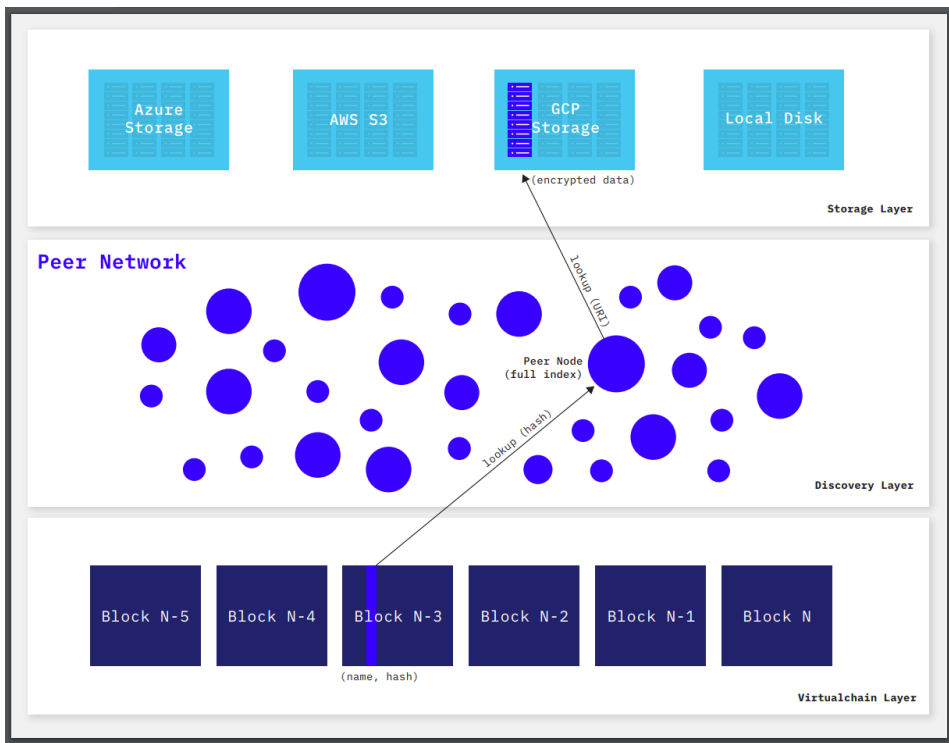 Azure
Storage
AWS S3
GCP
Storage
Local Disk
(encrypted data)
Storage Layer
Peer Network
lookup (URI)
Peer Node
(full index)
lookup (hash)
Discovery Layer
Block N-5
Block N-4
Block N-3
Block N-2
Block N-1
Block N
(name, hash)
Virtualchain Layer